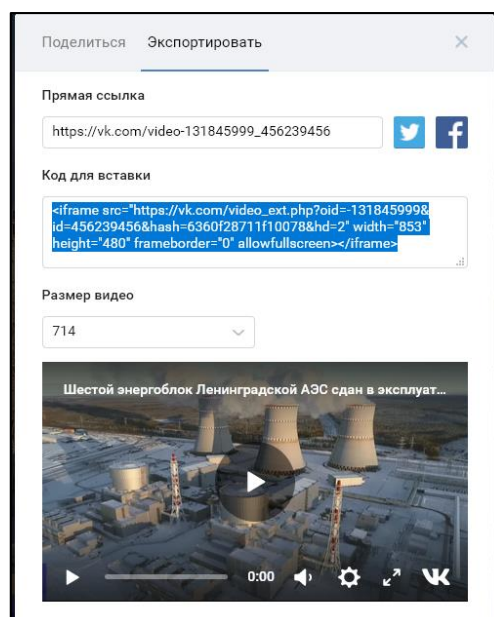 Поделиться Экспортировать
Прямая ссылка
https://vk.com/video-131845999_456239456
Код для вставки
<iframe src="https://vk.com/video_ext.php?oid=-131845999&
id=456239456&hash=6360f28711f10078&hd=2" width="853"
height="480" frameborder="0" allowfullscreen></iframe>
Размер видео
714
Шестой энергоблок Ленинградской АЭС сдан в эксплуат...
0:00